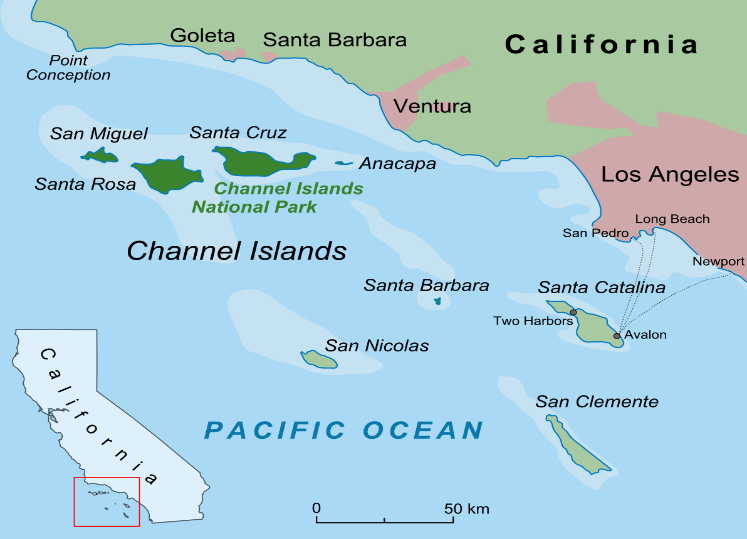 Goleta
Santa Barbara
California
Point
Conception
Ventura
San Miguel
Santa Cruz
Anacapa
Santa Rosa
Channel Islands
National Park
Los Angeles
Long Beach
San Pedro
Channel Islands
Newport
Santa Barbara
Santa Catalina
Two Harbors
Avalon
San Nicolas
San Clemente
PACIFIC OCEAN
California
0
50 km